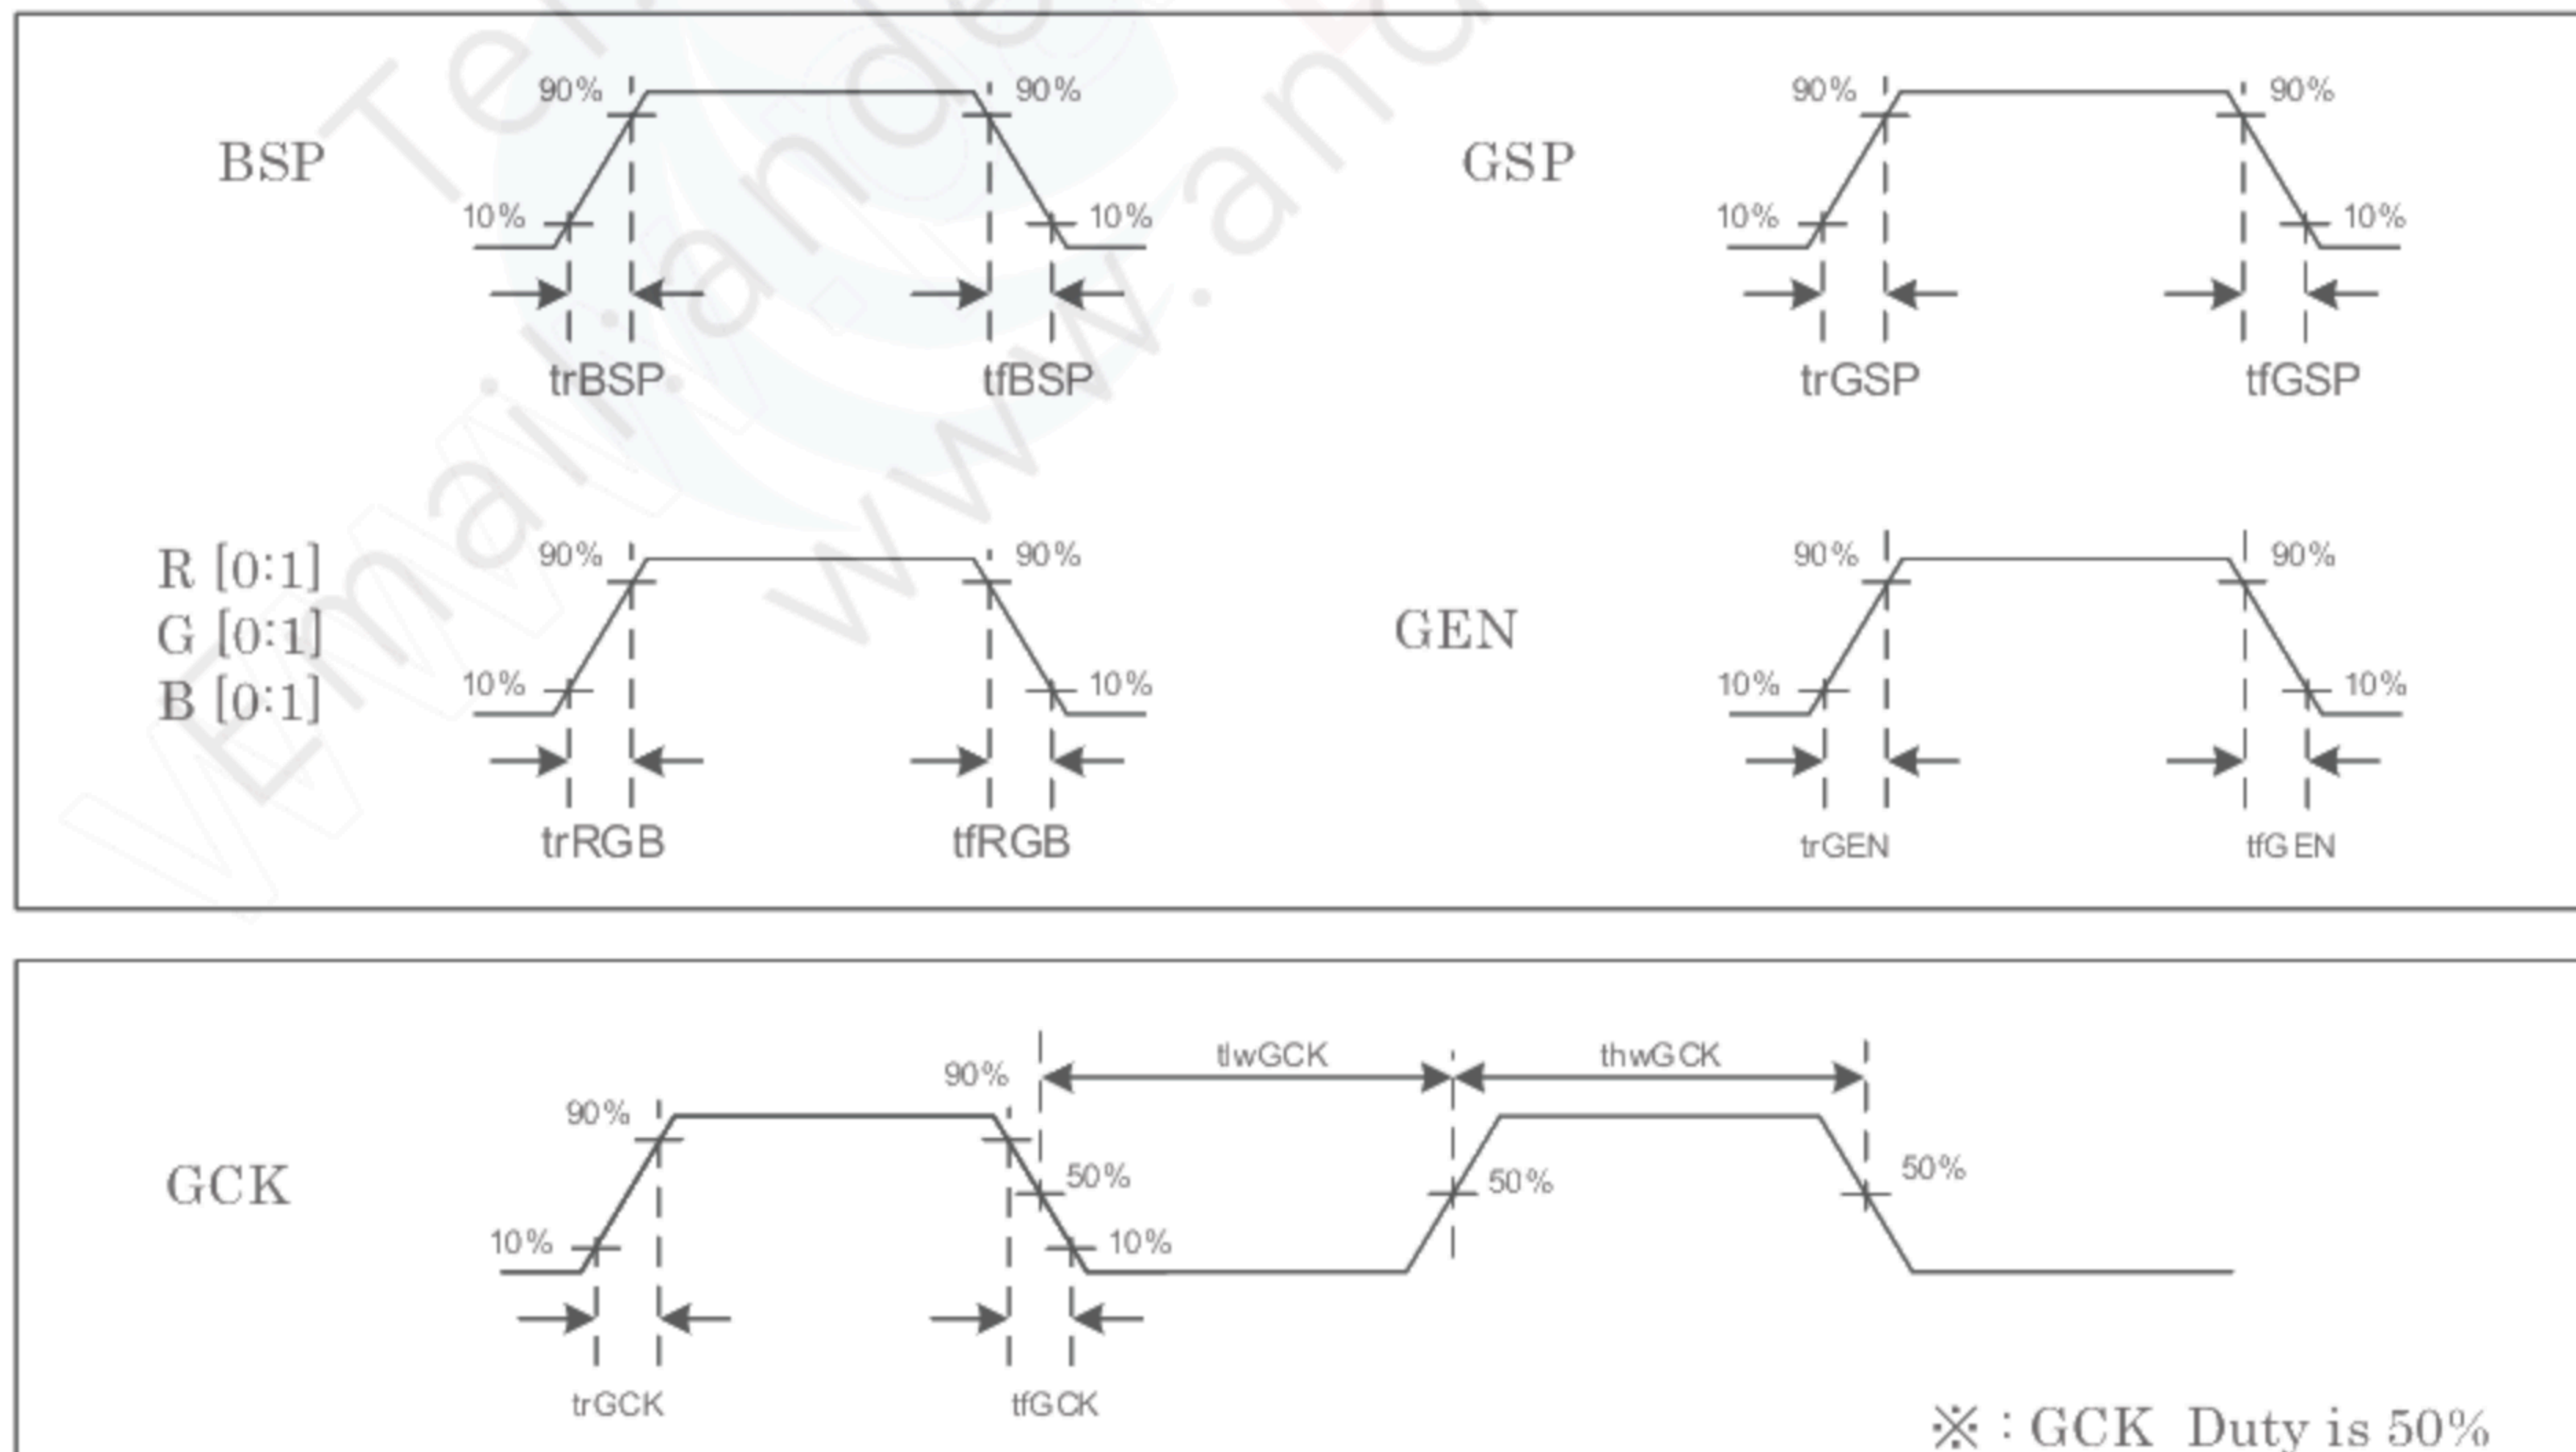 90% 90% 90% 90%
BSP GSP
10% 10% 10% 10%
trBSP tfBSP trGSP tfGSP
R [0:1] 90% 90% 90% 90%
G [0:1] GEN
B [0:1] 10% 10% 10% 10%
trRGB tfRGB trGEN tfGEN
tlwGCK thwGCK
90%
90%
GCK 50% 50% 50%
10% 10%
trGCK tfGCK
※ : GCK Duty is 50%